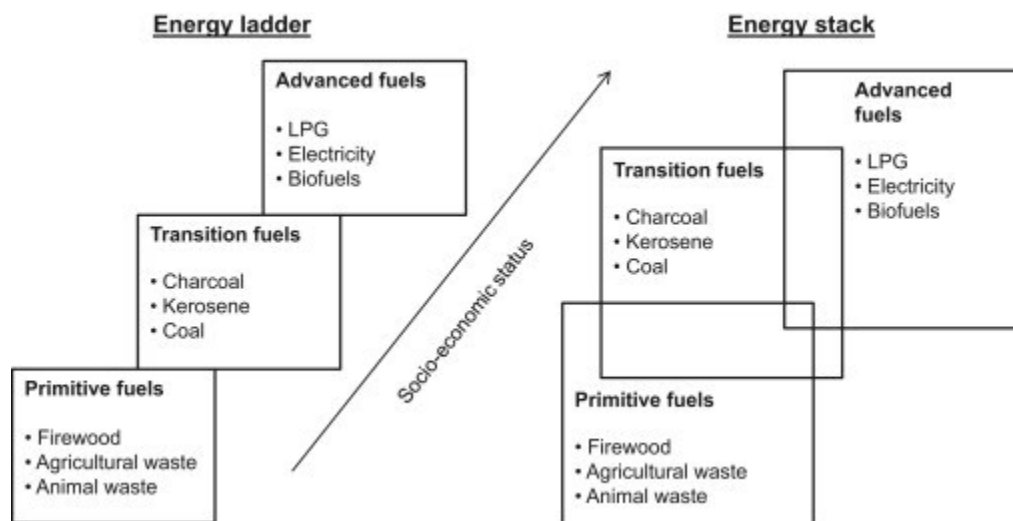 Energy ladder
Advanced fuels
• LPG
• Electricity
• Biofuels
Transition fuels
• Charcoal
• Kerosene
• Coal
Primitive fuels
• Firewood
• Agricultural waste
• Animal waste
Socio-economic status
Energy stack
Advanced
fuels
• LPG
• Electricity
• Biofuels
Transition fuels
• Charcoal
• Kerosene
• Coal
Primitive fuels
• Firewood
• Agricultural waste
• Animal waste